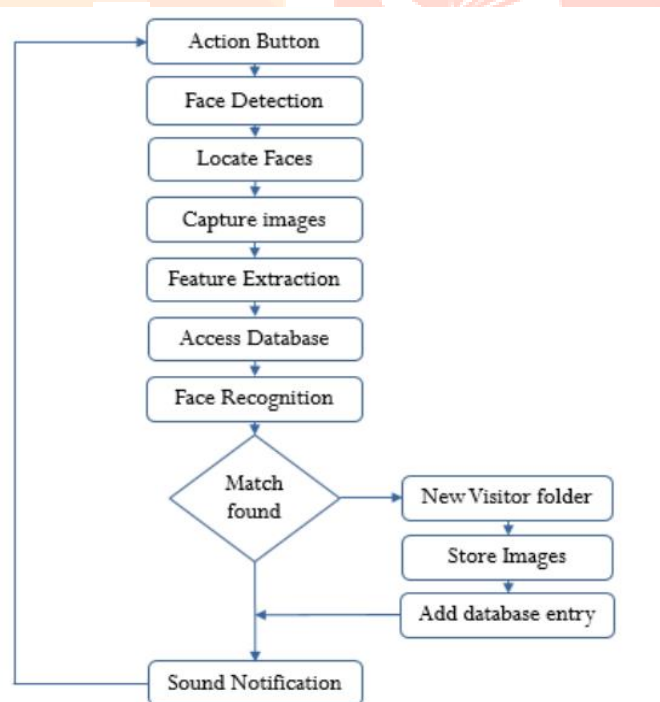 Action Button
Face Detection
Locate Faces
Capture images
Feature Extraction
Access Database
Face Recognition
Match
found
New Visitor folder
Store Images
Add database entry
Sound Notification